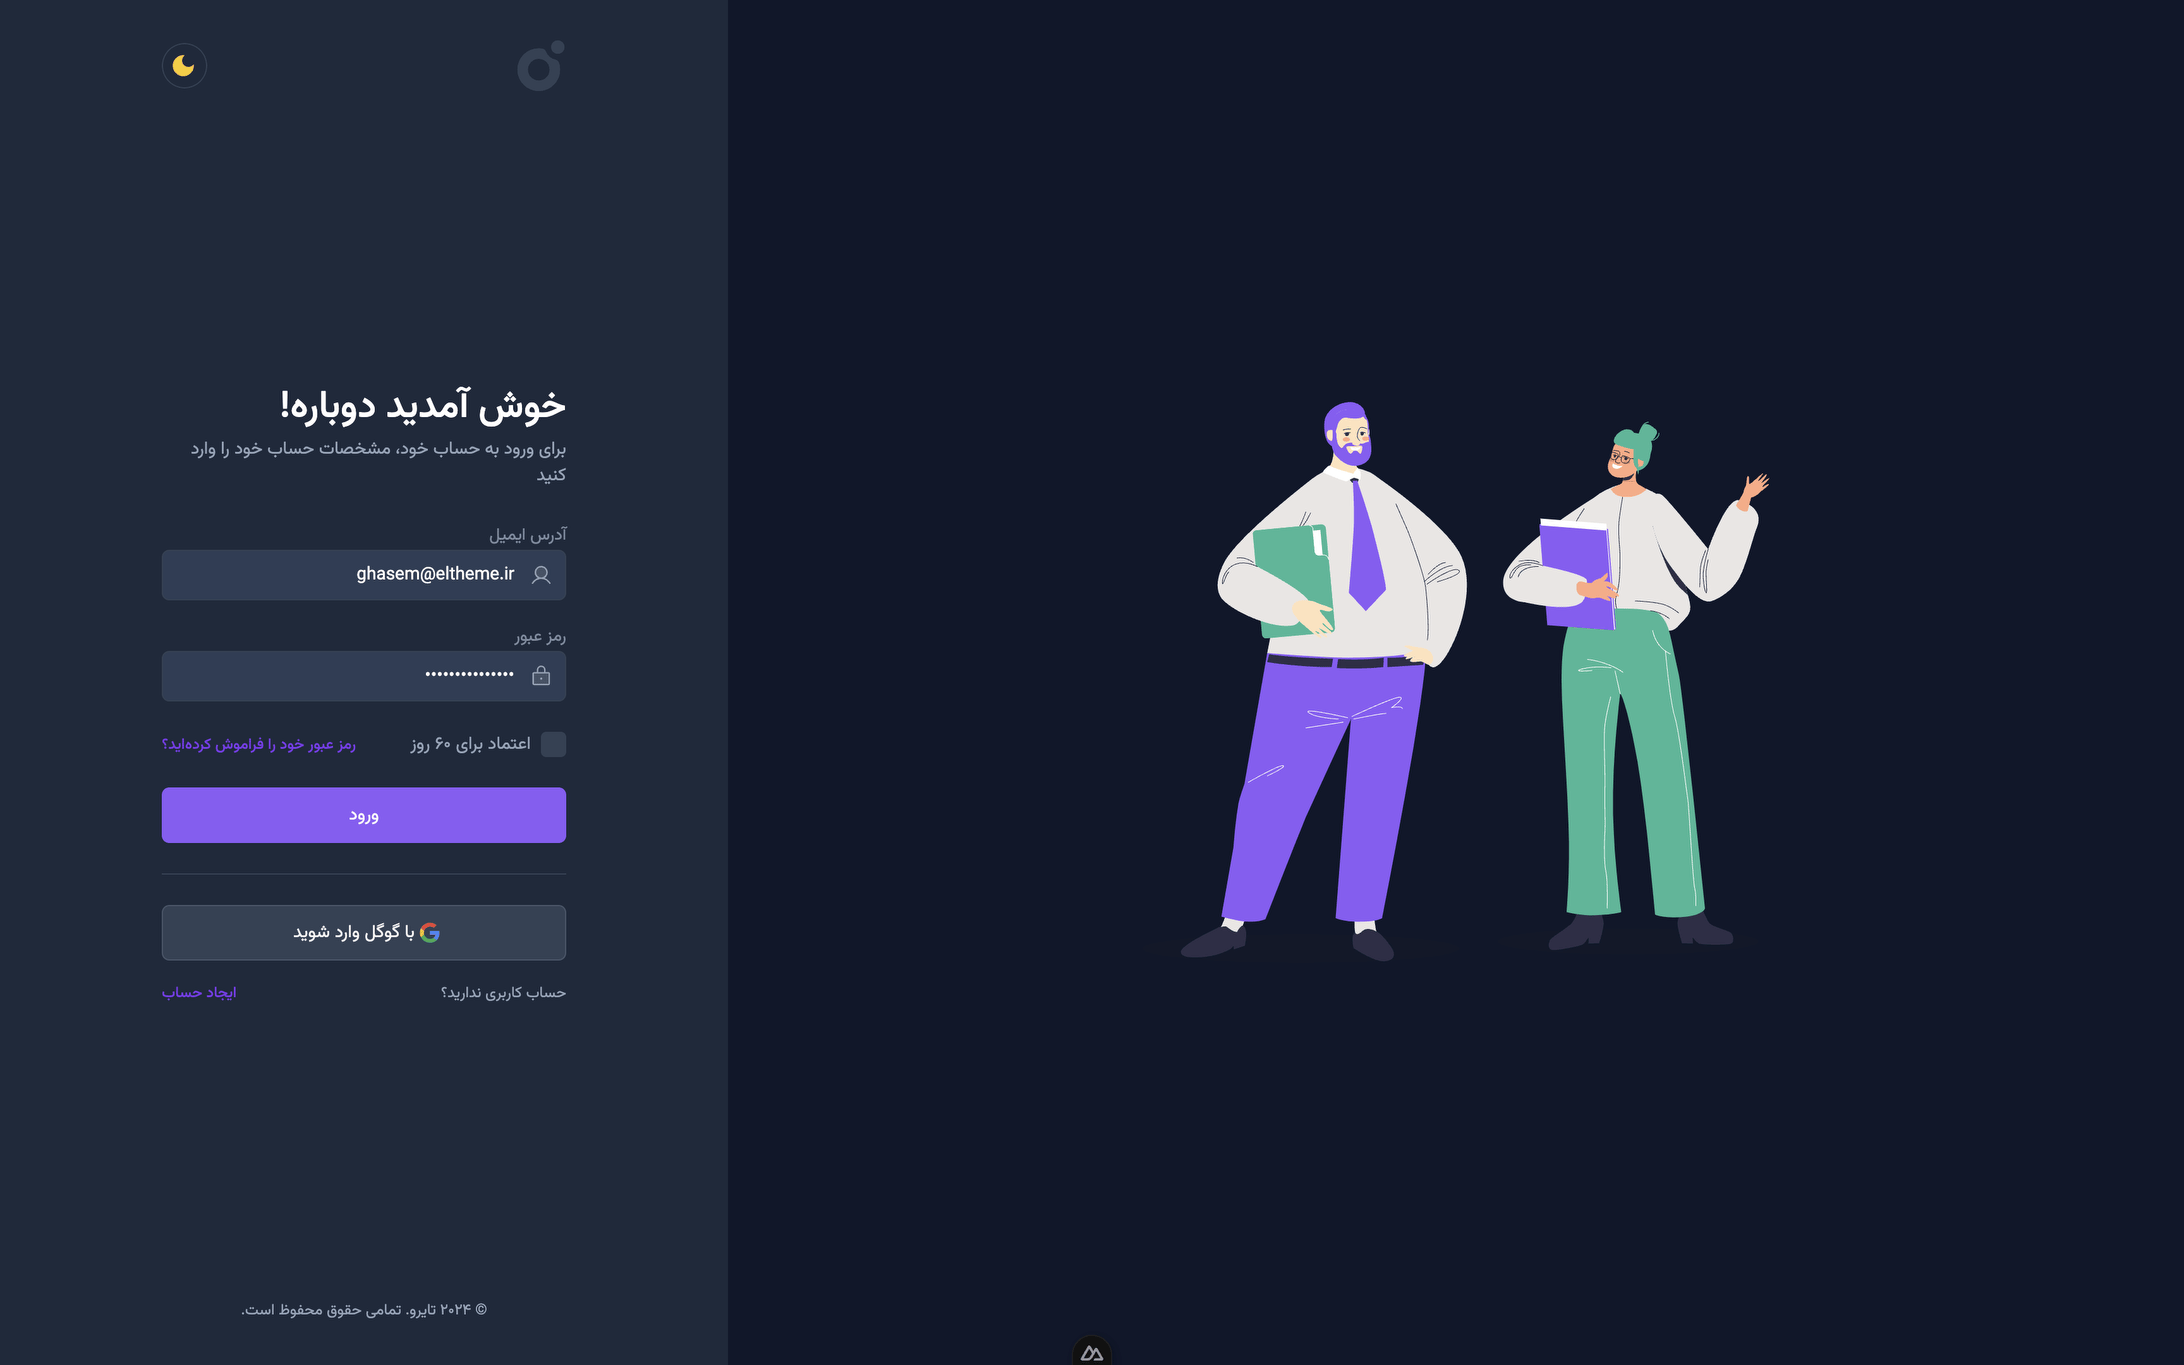 خوش آمدید دوباره!
برای ورود به حساب خود، مشخصات حساب خود را وارد
کنید
آدرس ایمیل
ghasem@eltheme.ir
رمز عبور
•••••••••••••••
اعتماد برای ۶۰ روز
رمز عبور خود را فراموش کرده‌اید؟
ورود
با گوگل وارد شوید
حساب کاربری ندارید؟
ایجاد حساب
© ۲۰۲۴ تایرو. تمامی حقوق محفوظ است.